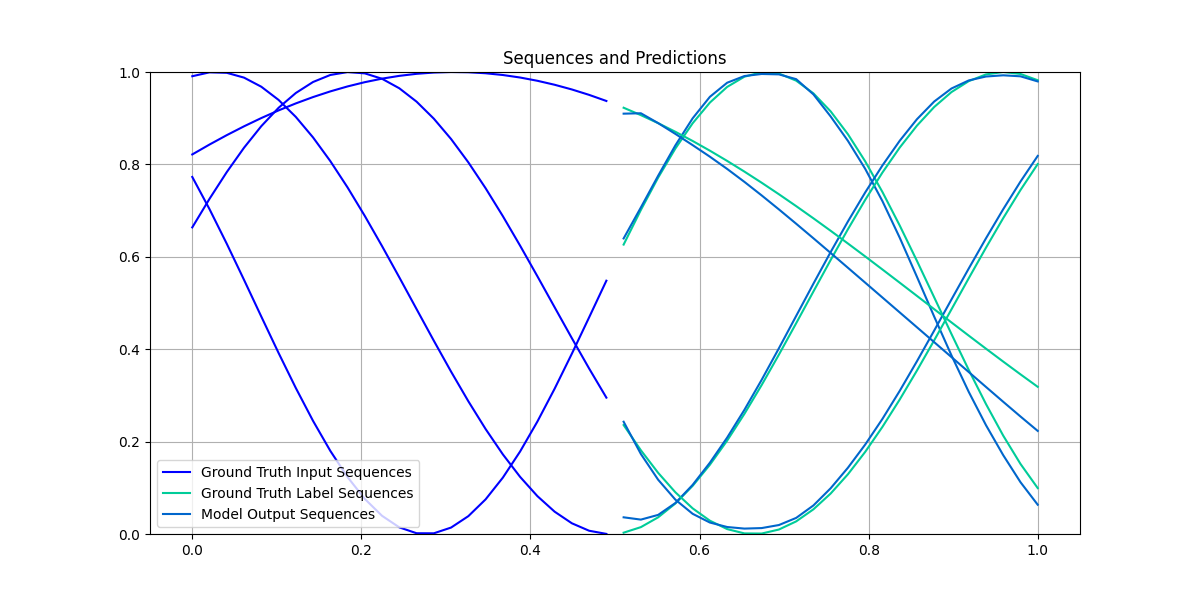 Sequences and Predictions
1.0
0.8
0.6
0.4
0.2
0.0
Ground Truth Input Sequences
Ground Truth Label Sequences
Model Output Sequences
0.0 0.2 0.4 0.6 0.8 1.0